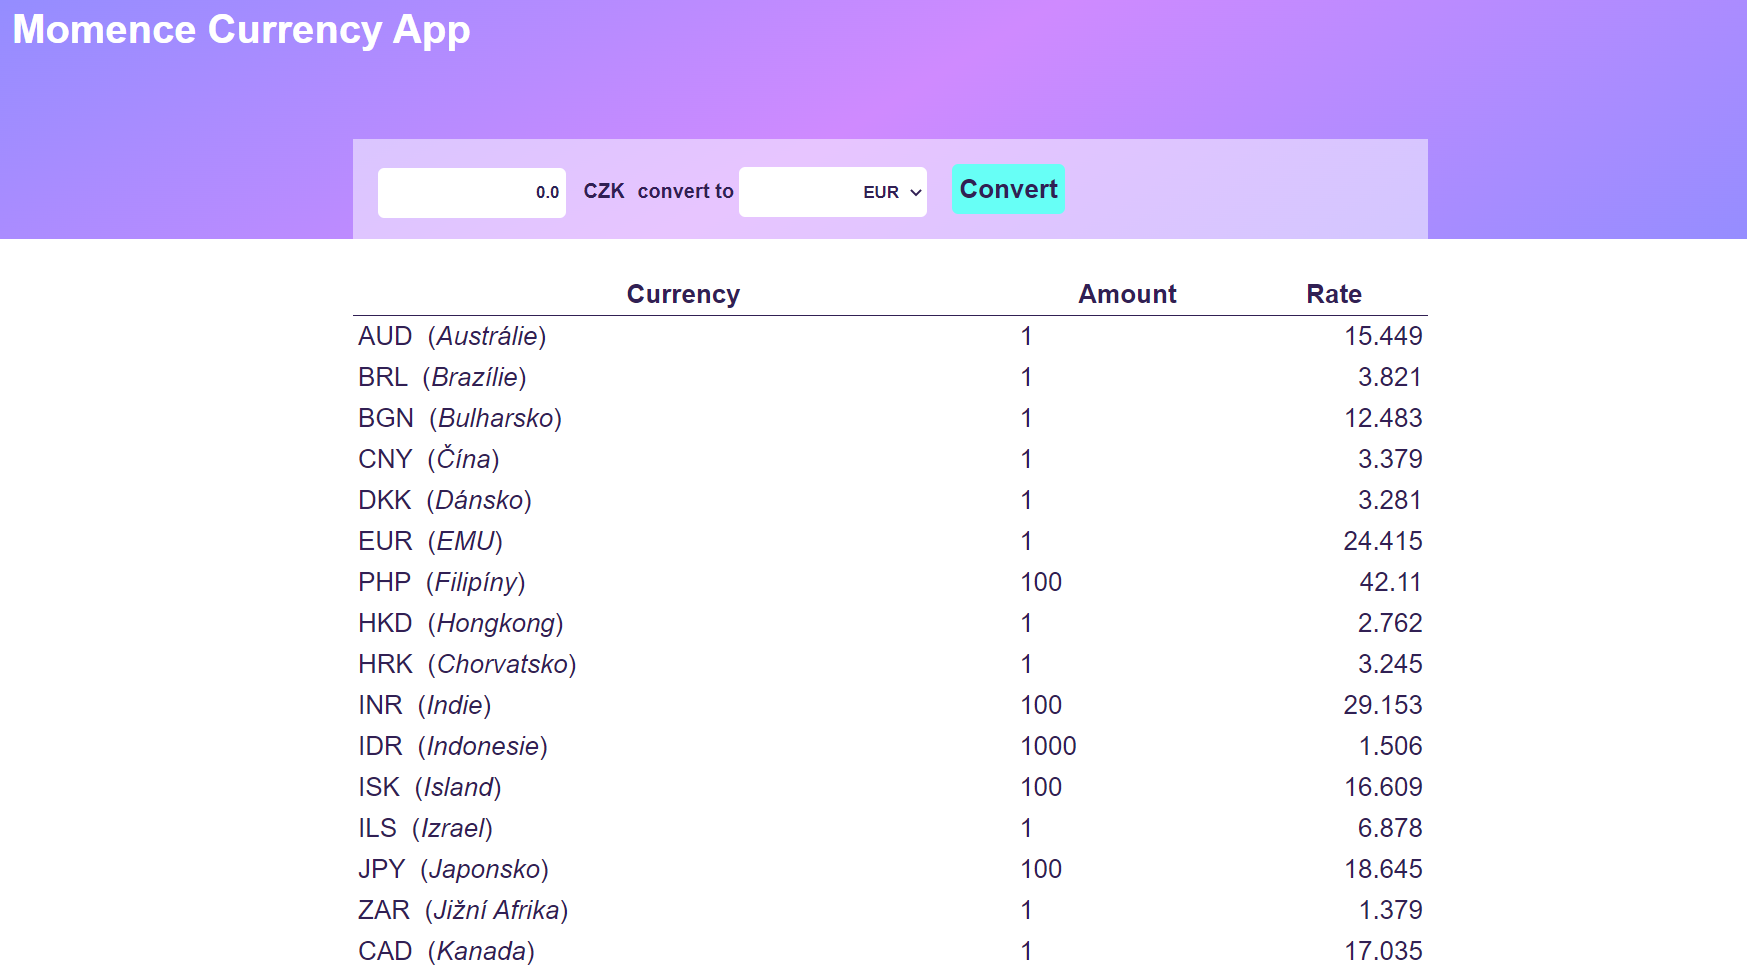 Momence Currency App
0.0 CZK convert to EUR Convert
Currency Amount Rate
AUD (Austrálie) 1 15.449
BRL (Brazílie) 1 3.821
BGN (Bulharsko) 1 12.483
CNY (Čína) 1 3.379
DKK (Dánsko) 1 3.281
EUR (EMU) 1 24.415
PHP (Filipíny) 100 42.11
HKD (Hongkong) 1 2.762
HRK (Chorvatsko) 1 3.245
INR (Indie) 100 29.153
IDR (Indonesie) 1000 1.506
ISK (Island) 100 16.609
ILS (Izrael) 1 6.878
JPY (Japonsko) 100 18.645
ZAR (Jižní Afrika) 1 1.379
CAD (Kanada) 1 17.035